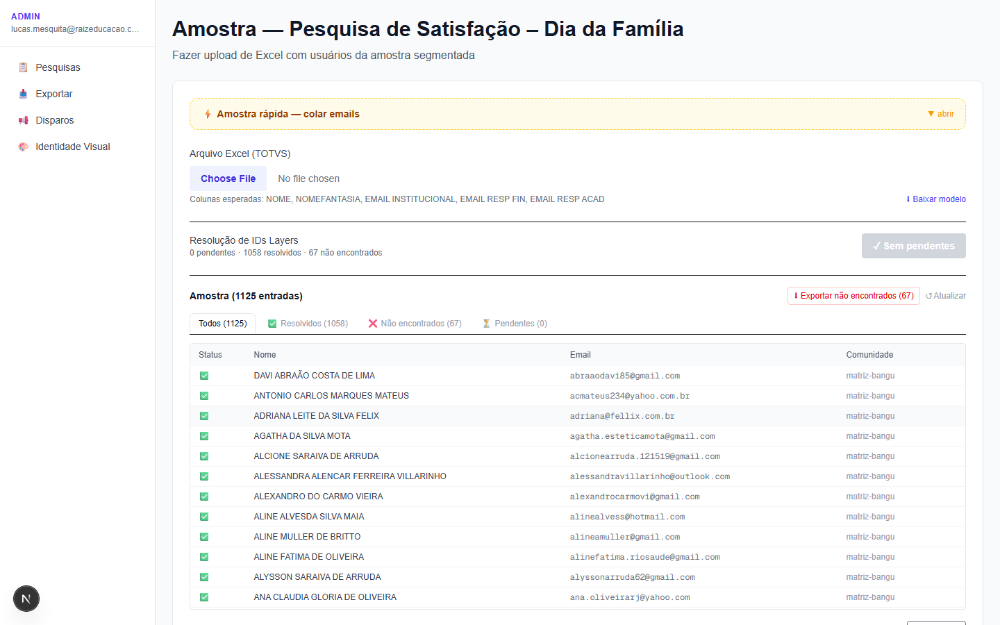 ADMIN
lucas.mesquita@raizeducacao.c...
Pesquisas
Exportar
Disparos
Identidade Visual
N
Amostra — Pesquisa de Satisfação – Dia da Família
Fazer upload de Excel com usuários da amostra segmentada
⚡ Amostra rápida — colar emails ▼ abrir
Arquivo Excel (TOTVS)
Choose File No file chosen
Colunas esperadas: NOME, NOMEFANTASIA, EMAIL INSTITUCIONAL, EMAIL RESP FIN, EMAIL RESP ACAD ⬇ Baixar modelo
Resolução de IDs Layers
0 pendentes · 1058 resolvidos · 67 não encontrados
✓ Sem pendentes
Amostra (1125 entradas) ⬇ Exportar não encontrados (67) ↺ Atualizar
Todos (1125) ✅ Resolvidos (1058) ❌ Não encontrados (67) ⏳ Pendentes (0)
Status Nome Email Comunidade
✅ DAVI ABRAÃO COSTA DE LIMA abraaodavi85@gmail.com matriz-bangu
✅ ANTONIO CARLOS MARQUES MATEUS acmateus234@yahoo.com.br matriz-bangu
✅ ADRIANA LEITE DA SILVA FELIX adriana@fellix.com.br matriz-bangu
✅ AGATHA DA SILVA MOTA agatha.esteticamota@gmail.com matriz-bangu
✅ ALCIONE SARAIVA DE ARRUDA alcionearruda.121519@gmail.com matriz-bangu
✅ ALESSANDRA ALENCAR FERREIRA VILLARINHO alessandravillarinho@outlook.com matriz-bangu
✅ ALEXANDRO DO CARMO VIEIRA alexandrocarmovi@gmail.com matriz-bangu
✅ ALINE ALVESDA SILVA MAIA alinealvess@hotmail.com matriz-bangu
✅ ALINE MULLER DE BRITTO alineamuller@gmail.com matriz-bangu
✅ ALINE FATIMA DE OLIVEIRA alinefatima.riosaude@gmail.com matriz-bangu
✅ ALYSSON SARAIVA DE ARRUDA alyssonarruda62@gmail.com matriz-bangu
✅ ANA CLAUDIA GLORIA DE OLIVEIRA ana.oliveirarj@yahoo.com matriz-bangu